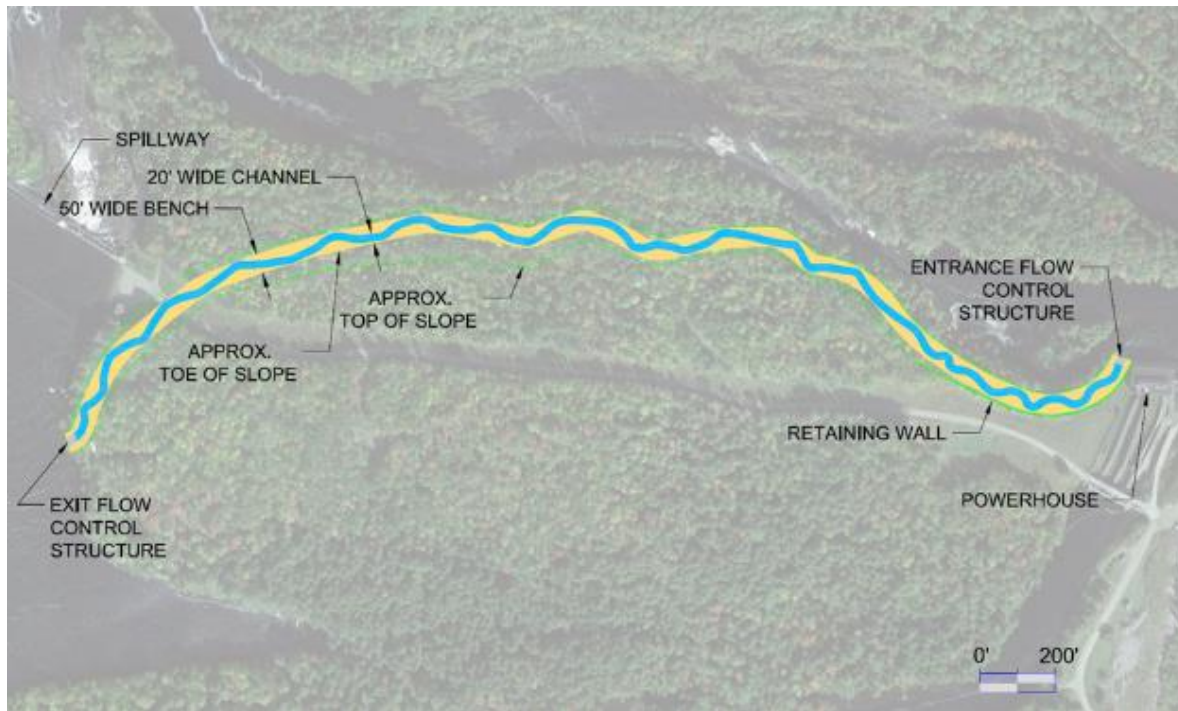 SPILLWAY
20' WIDE CHANNEL
50' WIDE BENCH
APPROX.
TOP OF SLOPE
APPROX.
TOE OF SLOPE
ENTRANCE FLOW
CONTROL
STRUCTURE
RETAINING WALL
POWERHOUSE
EXIT FLOW
CONTROL
STRUCTURE
0' 200'